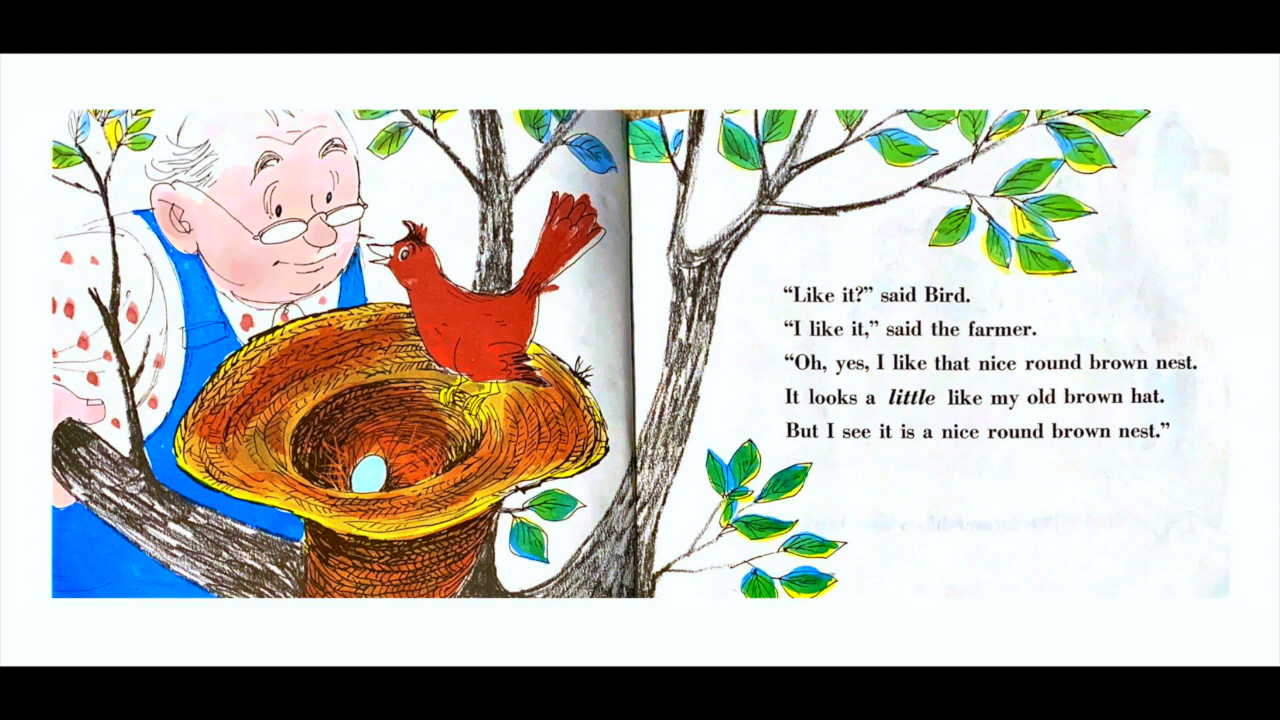 “Like it?” said Bird.
“I like it,” said the farmer.
“Oh, yes, I like that nice round brown nest.
It looks a little like my old brown hat.
But I see it is a nice round brown nest.”